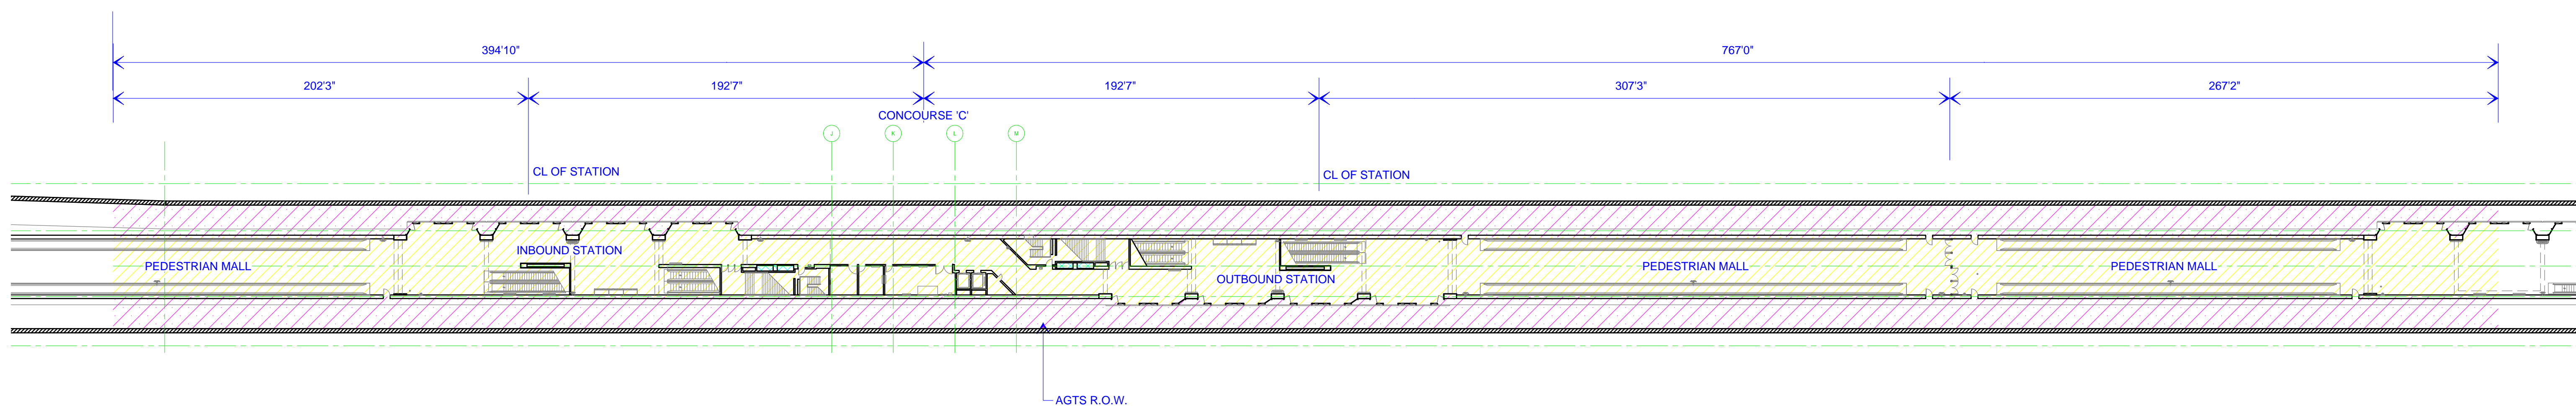 394'10"
767'0"
202'3"
192'7"
192'7"
307'3"
267'2"
CONCOURSE 'C'
J
K
L
M
CL OF STATION
CL OF STATION
INBOUND STATION
PEDESTRIAN MALL
PEDESTRIAN MALL
PEDESTRIAN MALL
OUTBOUND STATION
AGTS R.O.W.